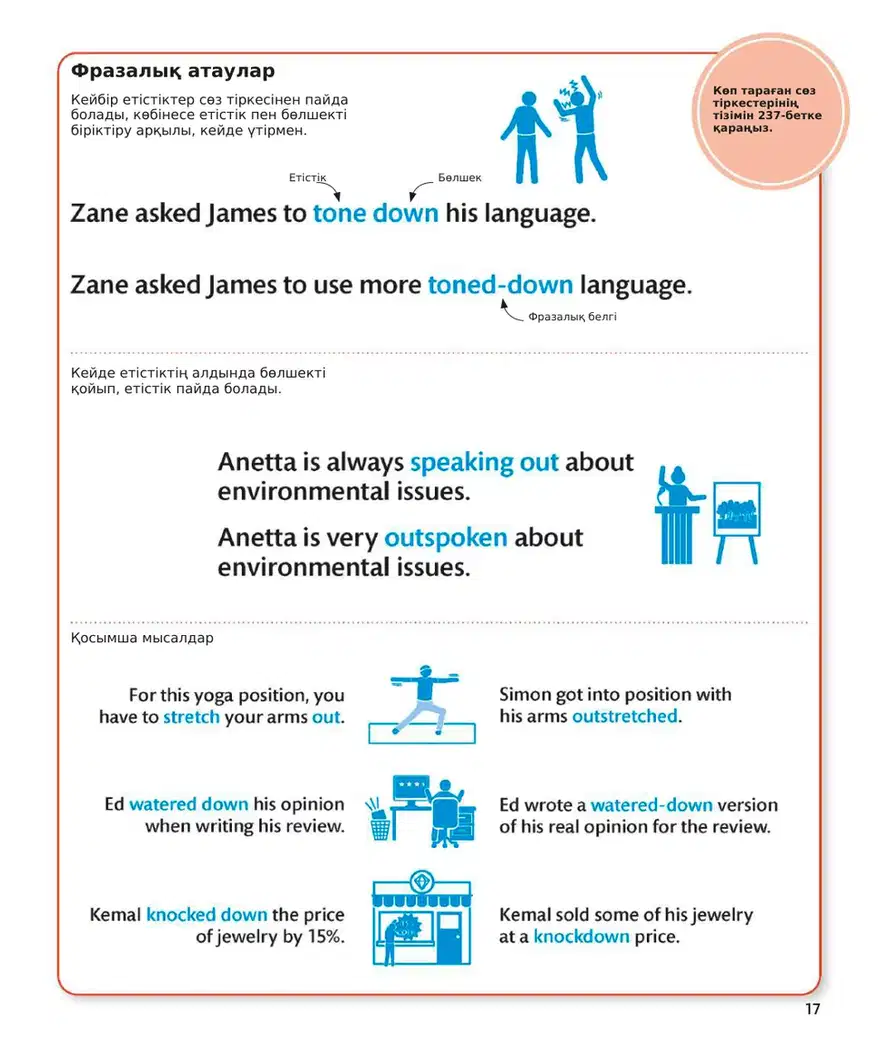 Фразалық атаулар
Кейбір етістіктер сөз тіркесінен пайда
болады, көбінесе етістік пен бөлшекті
біріктіру арқылы, кейде үтірмен.
Көп тараған сөз
тіркестерінің
тізімін 237-бетке
қараңыз.
Етістік
Бөлшек
Zane asked James to tone down his language.
Zane asked James to use more toned-down language.
Фразалық белгі
Кейде етістіктің алдында бөлшекті
қойып, етістік пайда болады.
Anetta is always speaking out about
environmental issues.
Anetta is very outspoken about
environmental issues.
Қосымша мысалдар
For this yoga position, you
have to stretch your arms out.
Simon got into position with
his arms outstretched.
Ed watered down his opinion
when writing his review.
Ed wrote a watered-down version
of his real opinion for the review.
Kemal knocked down the price
of jewelry by 15%.
Kemal sold some of his jewelry
at a knockdown price.
17